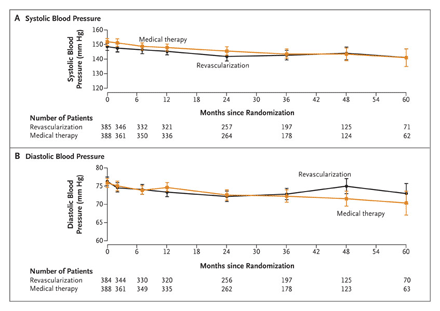 A Systolic Blood Pressure
Systolic Blood
Pressure (mm Hg)
160
150
140
130
120
Medical therapy
Revascularization
0 6 12 18 24 30 36 42 48 54 60
Months since Randomization
Number of Patients
Revascularization 385 346 332 321 257 197 125 71
Medical therapy 388 361 350 336 264 178 124 62
B Diastolic Blood Pressure
Diastolic Blood
Pressure (mm Hg)
80
75
70
65
60
Revascularization
Medical therapy
0 6 12 18 24 30 36 42 48 54 60
Months since Randomization
Number of Patients
Revascularization 384 344 330 320 256 197 125 70
Medical therapy 388 361 349 335 262 178 123 63